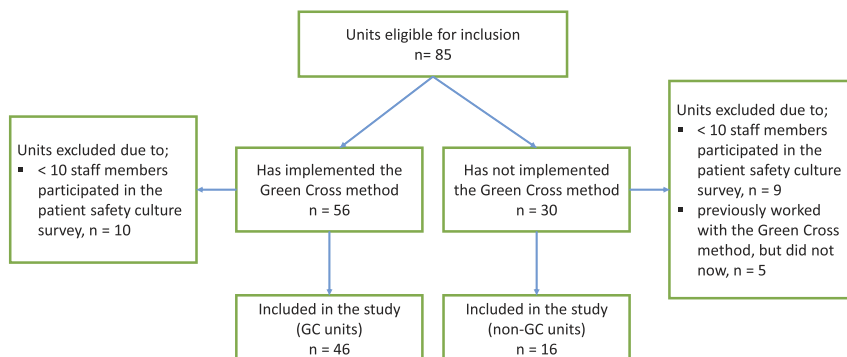 Units eligible for inclusion
n= 85
Units excluded due to;
▪ < 10 staff members
participated in the
patient safety culture
survey, n = 10
Has implemented the
Green Cross method
n = 56
Has not implemented
the Green Cross method
n = 30
Units excluded due to;
▪ < 10 staff members
participated in the
patient safety culture
survey, n = 9
▪ previously worked
with the Green Cross
method, but did not
now, n = 5
Included in the study
(GC units)
n = 46
Included in the study
(non-GC units)
n = 16